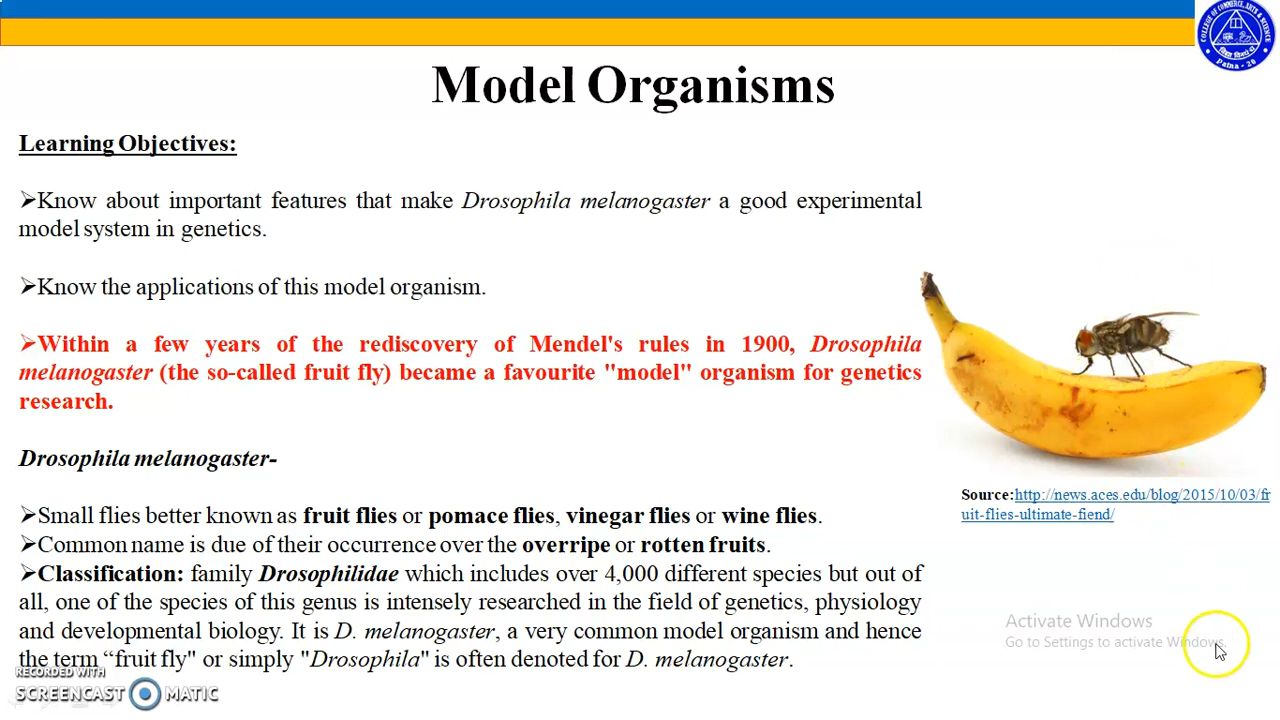 COLLEGE OF COMMERCE, ARTS & SCIENCE
Patna - 20
Model Organisms
Learning Objectives:
➢Know about important features that make Drosophila melanogaster a good experimental
model system in genetics.
➢Know the applications of this model organism.
➢Within a few years of the rediscovery of Mendel's rules in 1900, Drosophila
melanogaster (the so-called fruit fly) became a favourite "model" organism for genetics
research.
Drosophila melanogaster-
➢Small flies better known as fruit flies or pomace flies, vinegar flies or wine flies.
➢Common name is due of their occurrence over the overripe or rotten fruits.
➢Classification: family Drosophilidae which includes over 4,000 different species but out of
all, one of the species of this genus is intensely researched in the field of genetics, physiology
and developmental biology. It is D. melanogaster, a very common model organism and hence
the term “fruit fly" or simply "Drosophila" is often denoted for D. melanogaster.
Source:http://news.aces.edu/blog/2015/10/03/fr
uit-flies-ultimate-fiend/
Activate Windows
Go to Settings to activate Windows.
RECORDED WITH
SCREENCAST MATIC